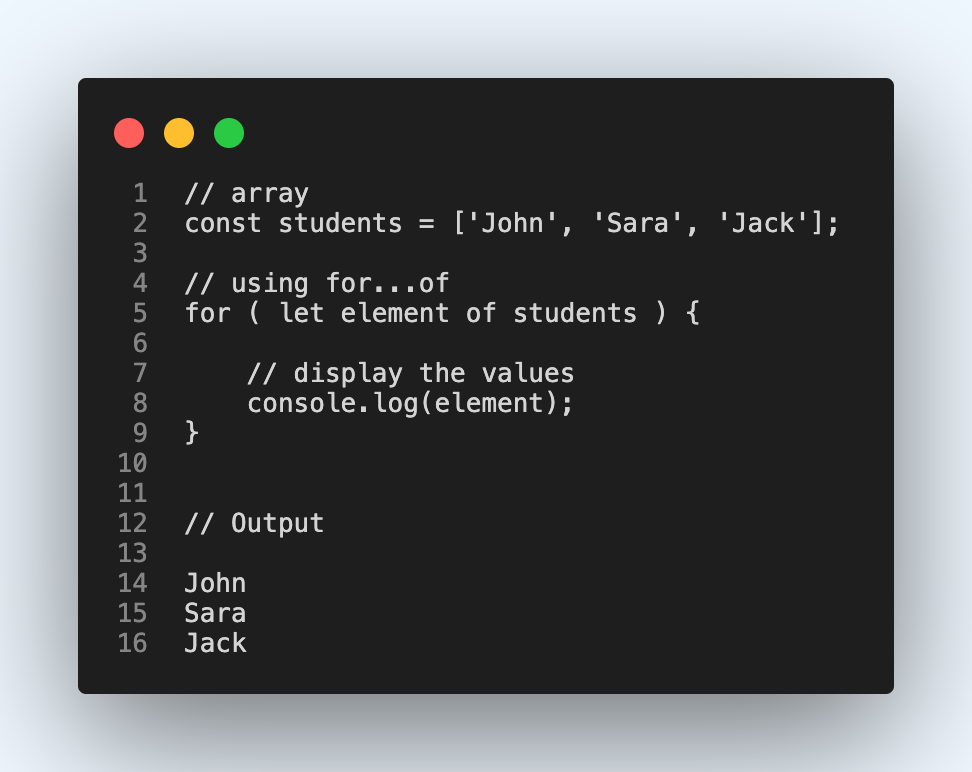 1 // array
2 const students = ['John', 'Sara', 'Jack'];
3
4 // using for...of
5 for ( let element of students ) {
6
7     // display the values
8     console.log(element);
9 }
10
11
12 // Output
13
14 John
15 Sara
16 Jack